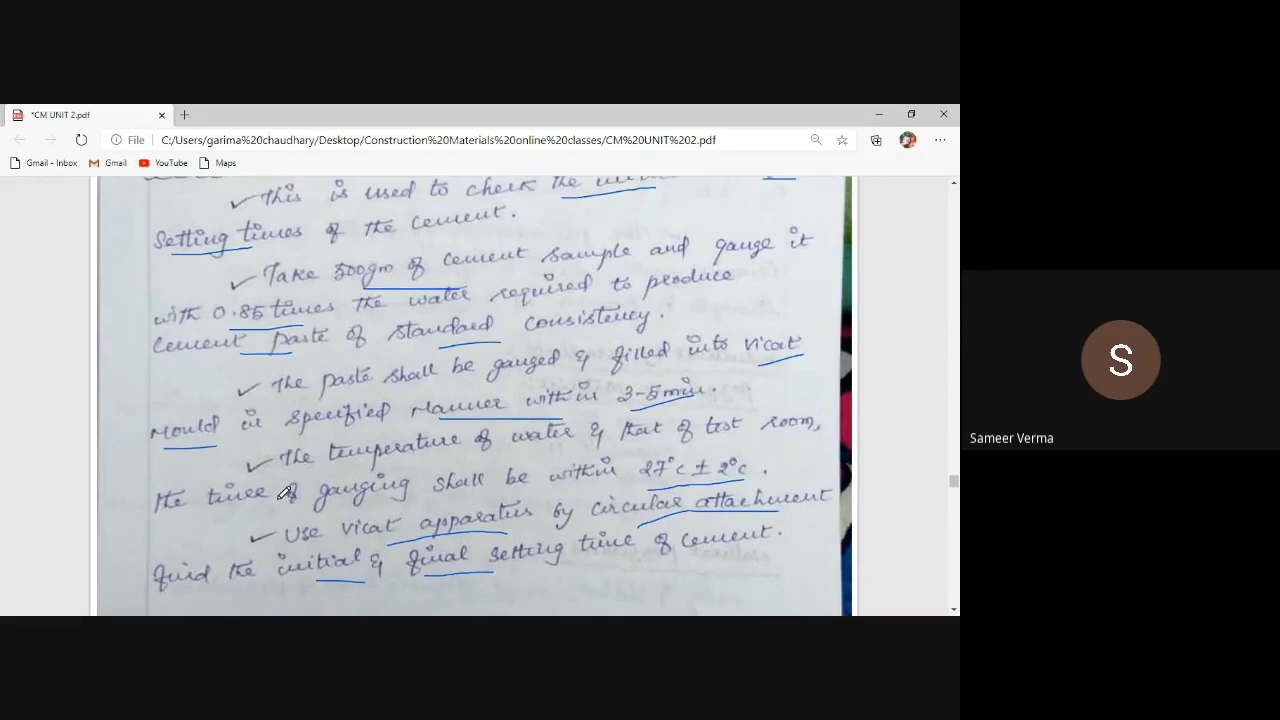 *CM UNIT 2.pdf
File | C:/Users/garima%20chaudhary/Desktop/Construction%20Materials%20online%20classes/CM%20UNIT%202.pdf
Gmail - Inbox Gmail YouTube Maps
✓ This is used to check the
Setting times of the cement.
✓ Take 500gm of cement sample and gauge it
with 0.85 times the water required to produce
cement paste of standard consistency.
✓ The paste shall be gauged & filled into vicat
Mould in specified Manner within 3-5min.
✓ The temperature of water & that of test room,
the time of gauging shall be within 27°c ± 2°c.
✓ Use vicat apparatus by circular attachment
find the initial & final setting time of cement.
S
Sameer Verma